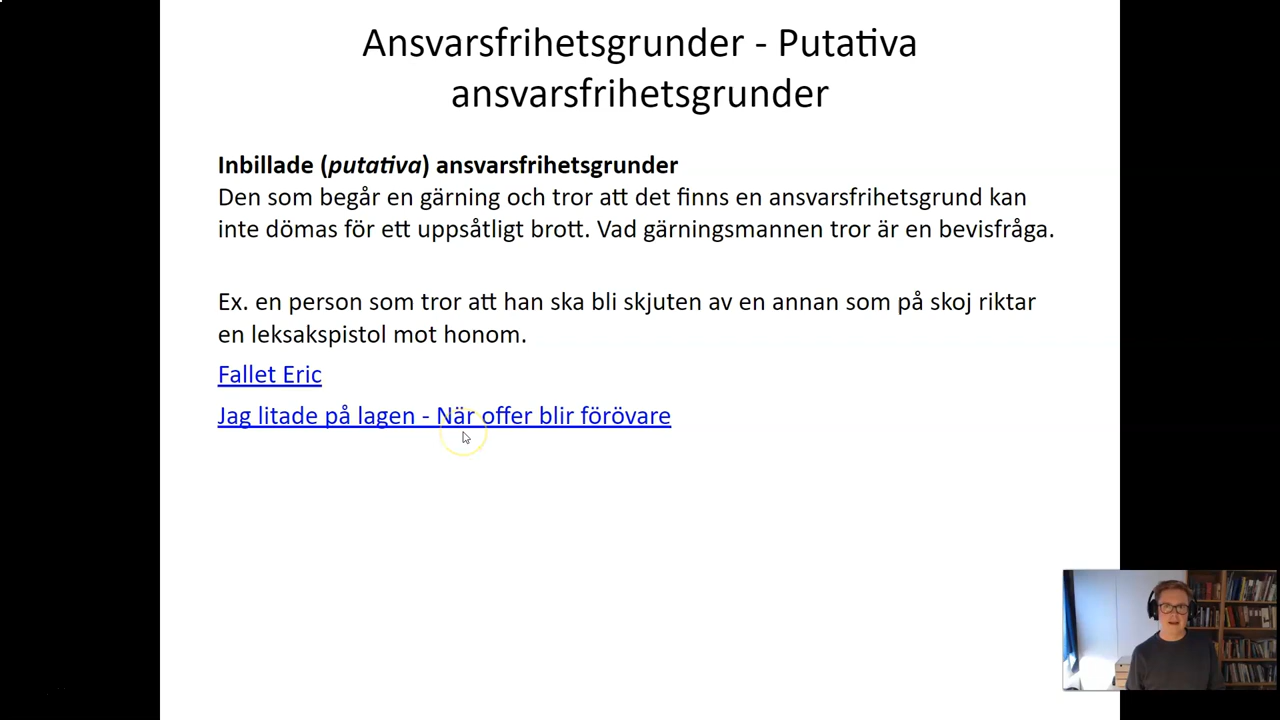 Ansvarsfrihetsgrunder - Putativa
ansvarsfrihetsgrunder
Inbillade (putativa) ansvarsfrihetsgrunder
Den som begår en gärning och tror att det finns en ansvarsfrihetsgrund kan
inte dömas för ett uppsåtligt brott. Vad gärningsmannen tror är en bevisfråga.
Ex. en person som tror att han ska bli skjuten av en annan som på skoj riktar
en leksakspistol mot honom.
Fallet Eric
Jag litade på lagen - När offer blir förövare